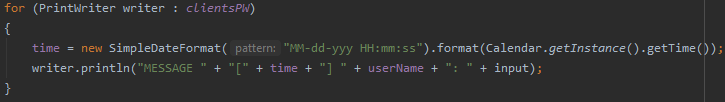 for (PrintWriter writer : clientsPW)
{
time = new SimpleDateFormat( pattern: "MM-dd-yyy HH:mm:ss").format(Calendar.getInstance().getTime());
writer.println("MESSAGE " + "[" + time + "] " + userName + ": " + input);
}